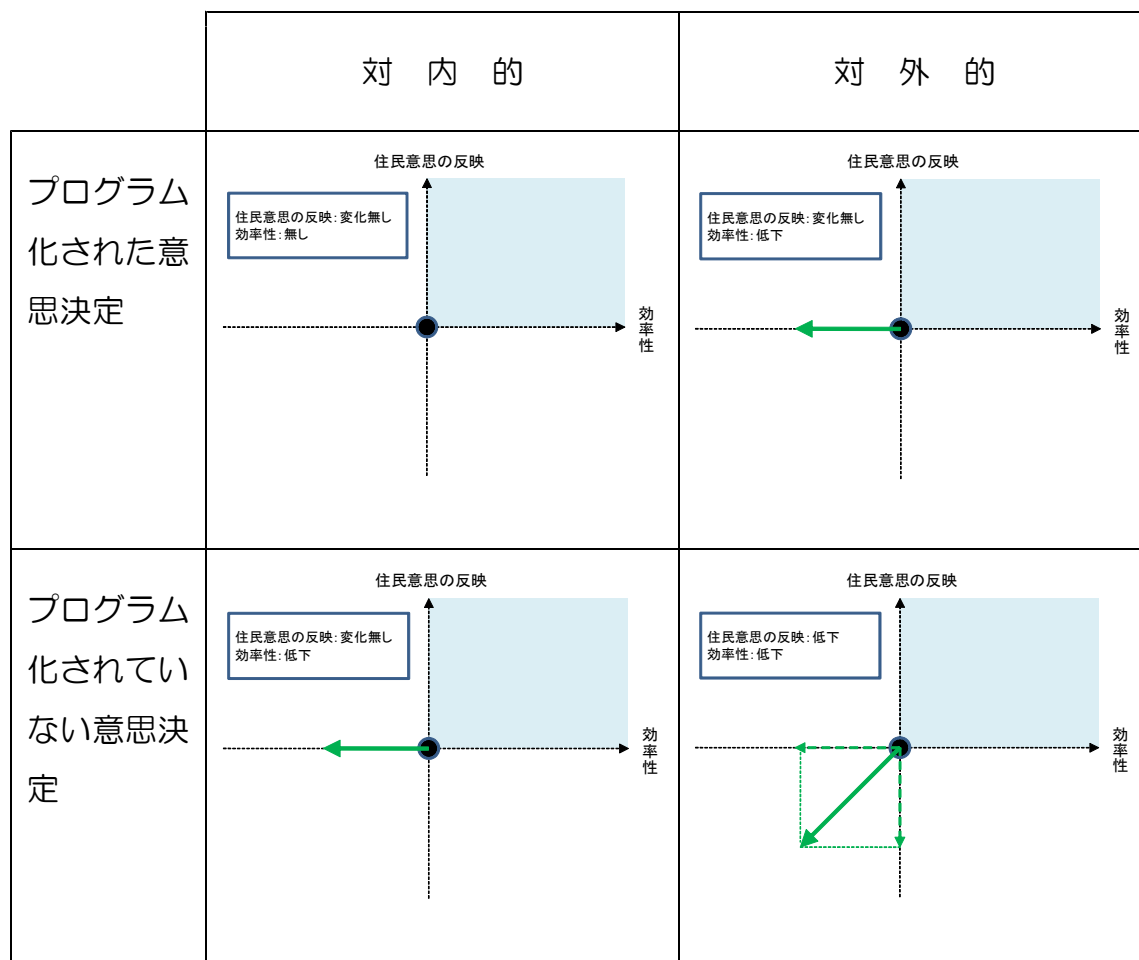 対 内 的
対 外 的
プログラム
化された意
思決定
住民意思の反映
住民意思の反映：変化無し
効率性：無し
効率性
住民意思の反映
住民意思の反映：変化無し
効率性：低下
効率性
プログラム
化されてい
ない意思決
定
住民意思の反映
住民意思の反映：変化無し
効率性：低下
効率性
住民意思の反映
住民意思の反映：低下
効率性：低下
効率性